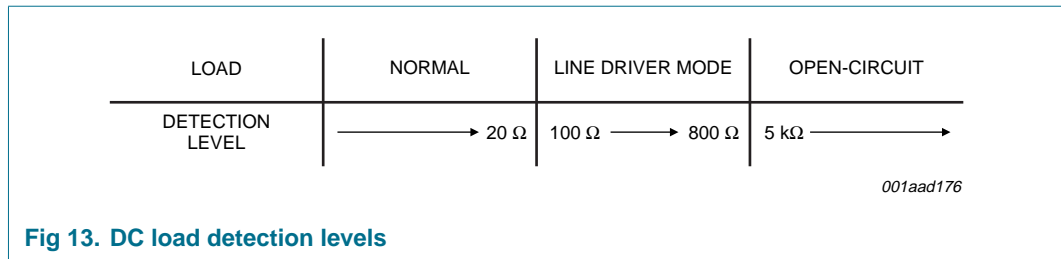 LOAD NORMAL LINE DRIVER MODE OPEN-CIRCUIT
DETECTION LEVEL 20 Ω 100 Ω 800 Ω 5 kΩ
001aad176
Fig 13. DC load detection levels